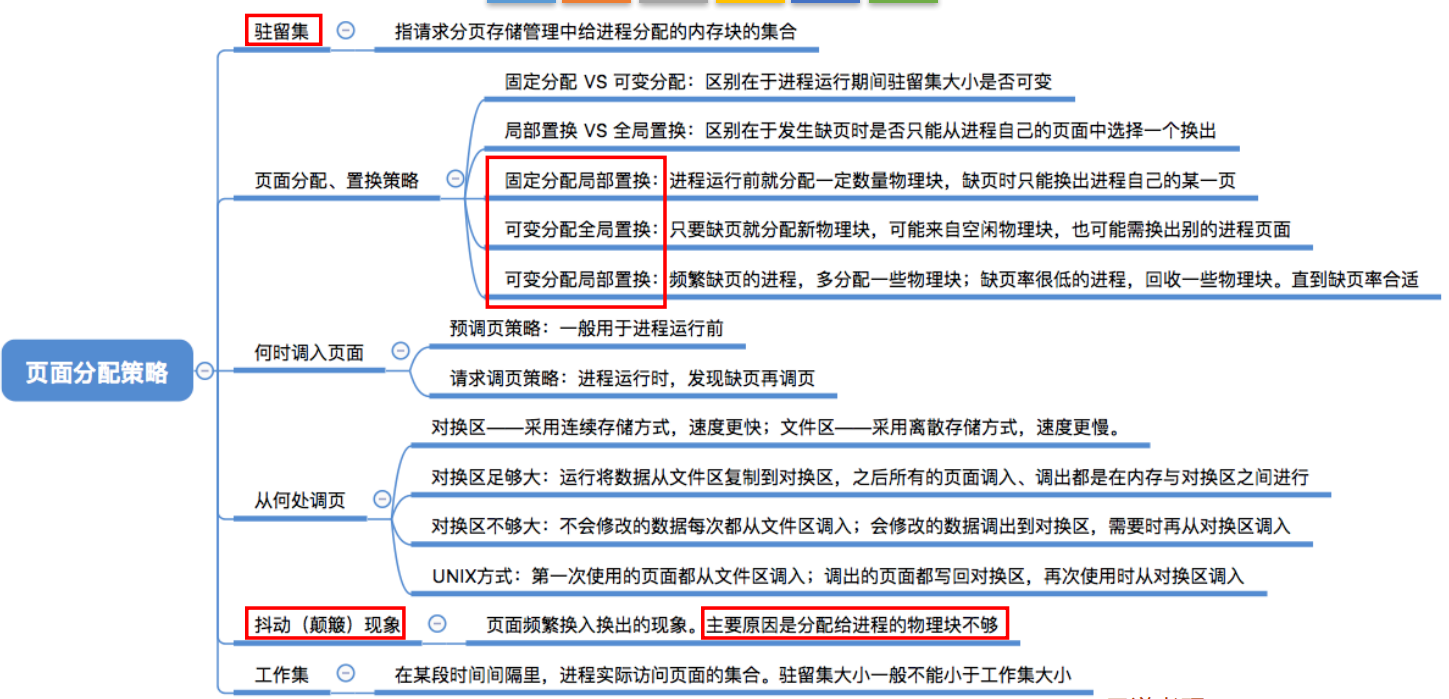 驻留集
指请求分页存储管理中给进程分配的内存块的集合
固定分配 VS 可变分配：区别在于进程运行期间驻留集大小是否可变
局部置换 VS 全局置换：区别在于发生缺页时是否只能从进程自己的页面中选择一个换出
页面分配、置换策略
固定分配局部置换：进程运行前就分配一定数量物理块，缺页时只能换出进程自己的某一页
可变分配全局置换：只要缺页就分配新物理块，可能来自空闲物理块，也可能需换出别的进程页面
可变分配局部置换：频繁缺页的进程，多分配一些物理块；缺页率很低的进程，回收一些物理块。直到缺页率合适
预调页策略：一般用于进程运行前
何时调入页面
页面分配策略
请求调页策略：进程运行时，发现缺页再调页
对换区——采用连续存储方式，速度更快；文件区——采用离散存储方式，速度更慢。
对换区足够大：运行将数据从文件区复制到对换区，之后所有的页面调入、调出都是在内存与对换区之间进行
从何处调页
对换区不够大：不会修改的数据每次都从文件区调入；会修改的数据调出到对换区，需要时再从对换区调入
UNIX方式：第一次使用的页面都从文件区调入；调出的页面都写回对换区，再次使用时从对换区调入
抖动（颠簸）现象
页面频繁换入换出的现象。主要原因是分配给进程的物理块不够
工作集
在某段时间间隔里，进程实际访问页面的集合。驻留集大小一般不能小于工作集大小